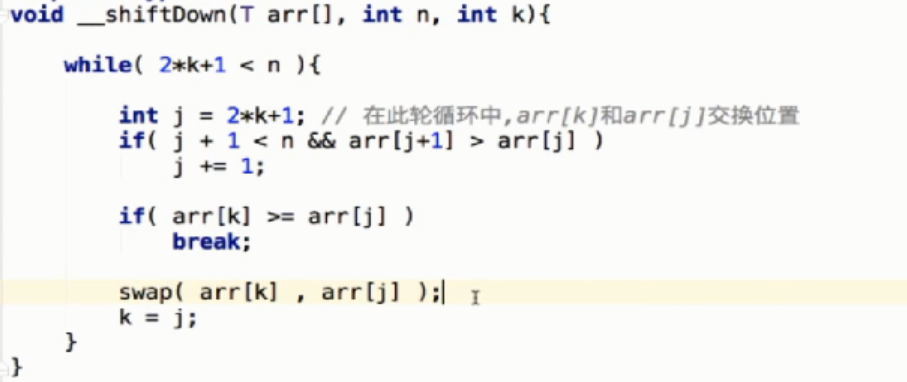 void __shiftDown(T arr[], int n, int k){
while( 2*k+1 < n ){
int j = 2*k+1; // 在此轮循环中,arr[k]和arr[j]交换位置
if( j + 1 < n && arr[j+1] > arr[j] )
j += 1;
if( arr[k] >= arr[j] )
break;
swap( arr[k] , arr[j] );
k = j;
}
}